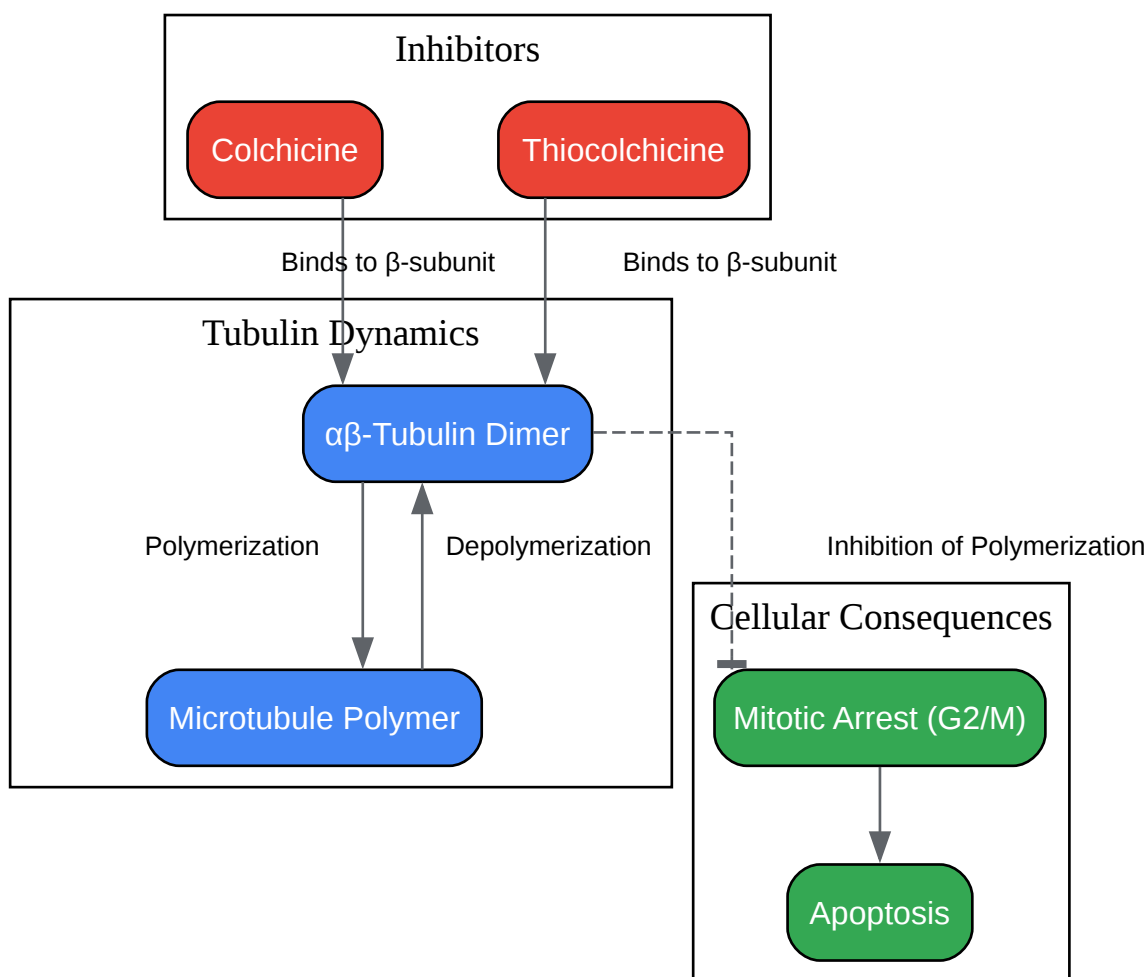 Inhibitors
Colchicine
Thiocolchicine
Binds to β-subunit
Binds to β-subunit
Tubulin Dynamics
αβ-Tubulin Dimer
Polymerization
Depolymerization
Inhibition of Polymerization
Cellular Consequences
Microtubule Polymer
Mitotic Arrest (G2/M)
Apoptosis